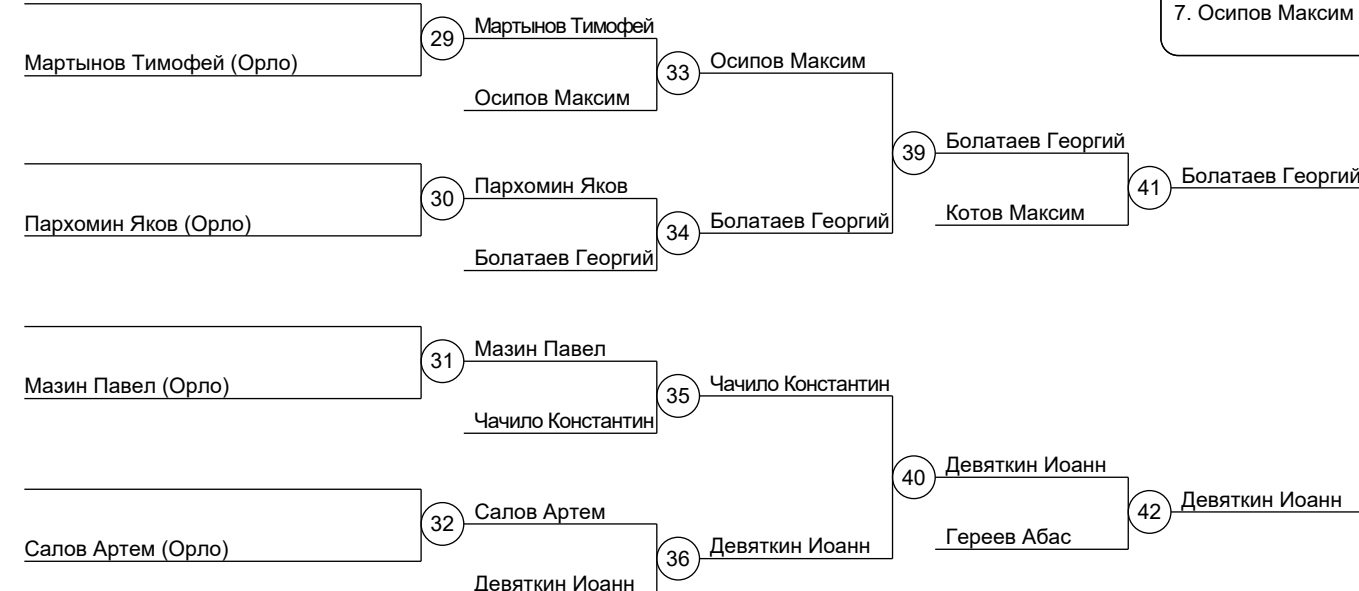 7. Осипов Максим
29
Мартынов Тимофей
Мартынов Тимофей (Орло)
33
Осипов Максим
Осипов Максим
39
Болатаев Георгий
30
Пархомин Яков
41
Болатаев Георгий
Пархомин Яков (Орло)
34
Болатаев Георгий
Котов Максим
Болатаев Георгий
31
Мазин Павел
Мазин Павел (Орло)
35
Чачило Константин
Чачило Константин
40
Девяткин Иоанн
32
Салов Артем
42
Девяткин Иоанн
Салов Артем (Орло)
36
Девяткин Иоанн
Гереев Абас
Девяткин Иоанн